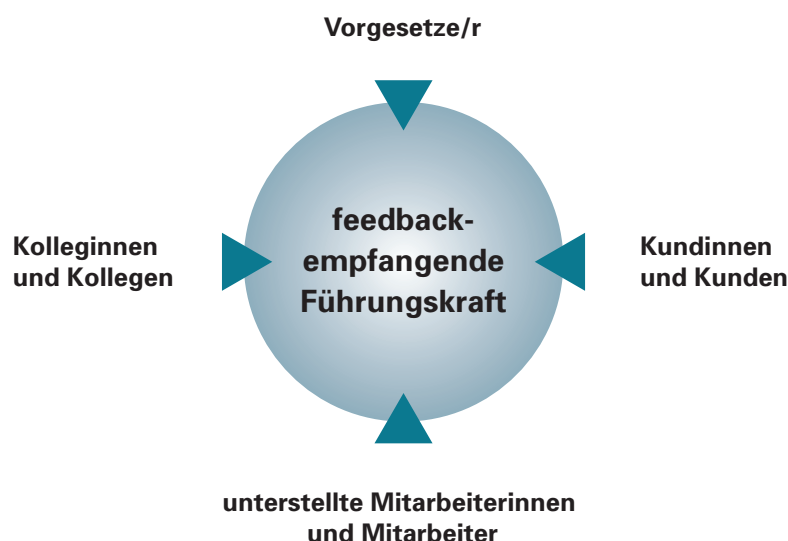 Vorgesetze/r
feedback-
empfangende
Führungskraft
Kolleginnen
und Kollegen
Kundinnen
und Kunden
unterstellte Mitarbeiterinnen
und Mitarbeiter